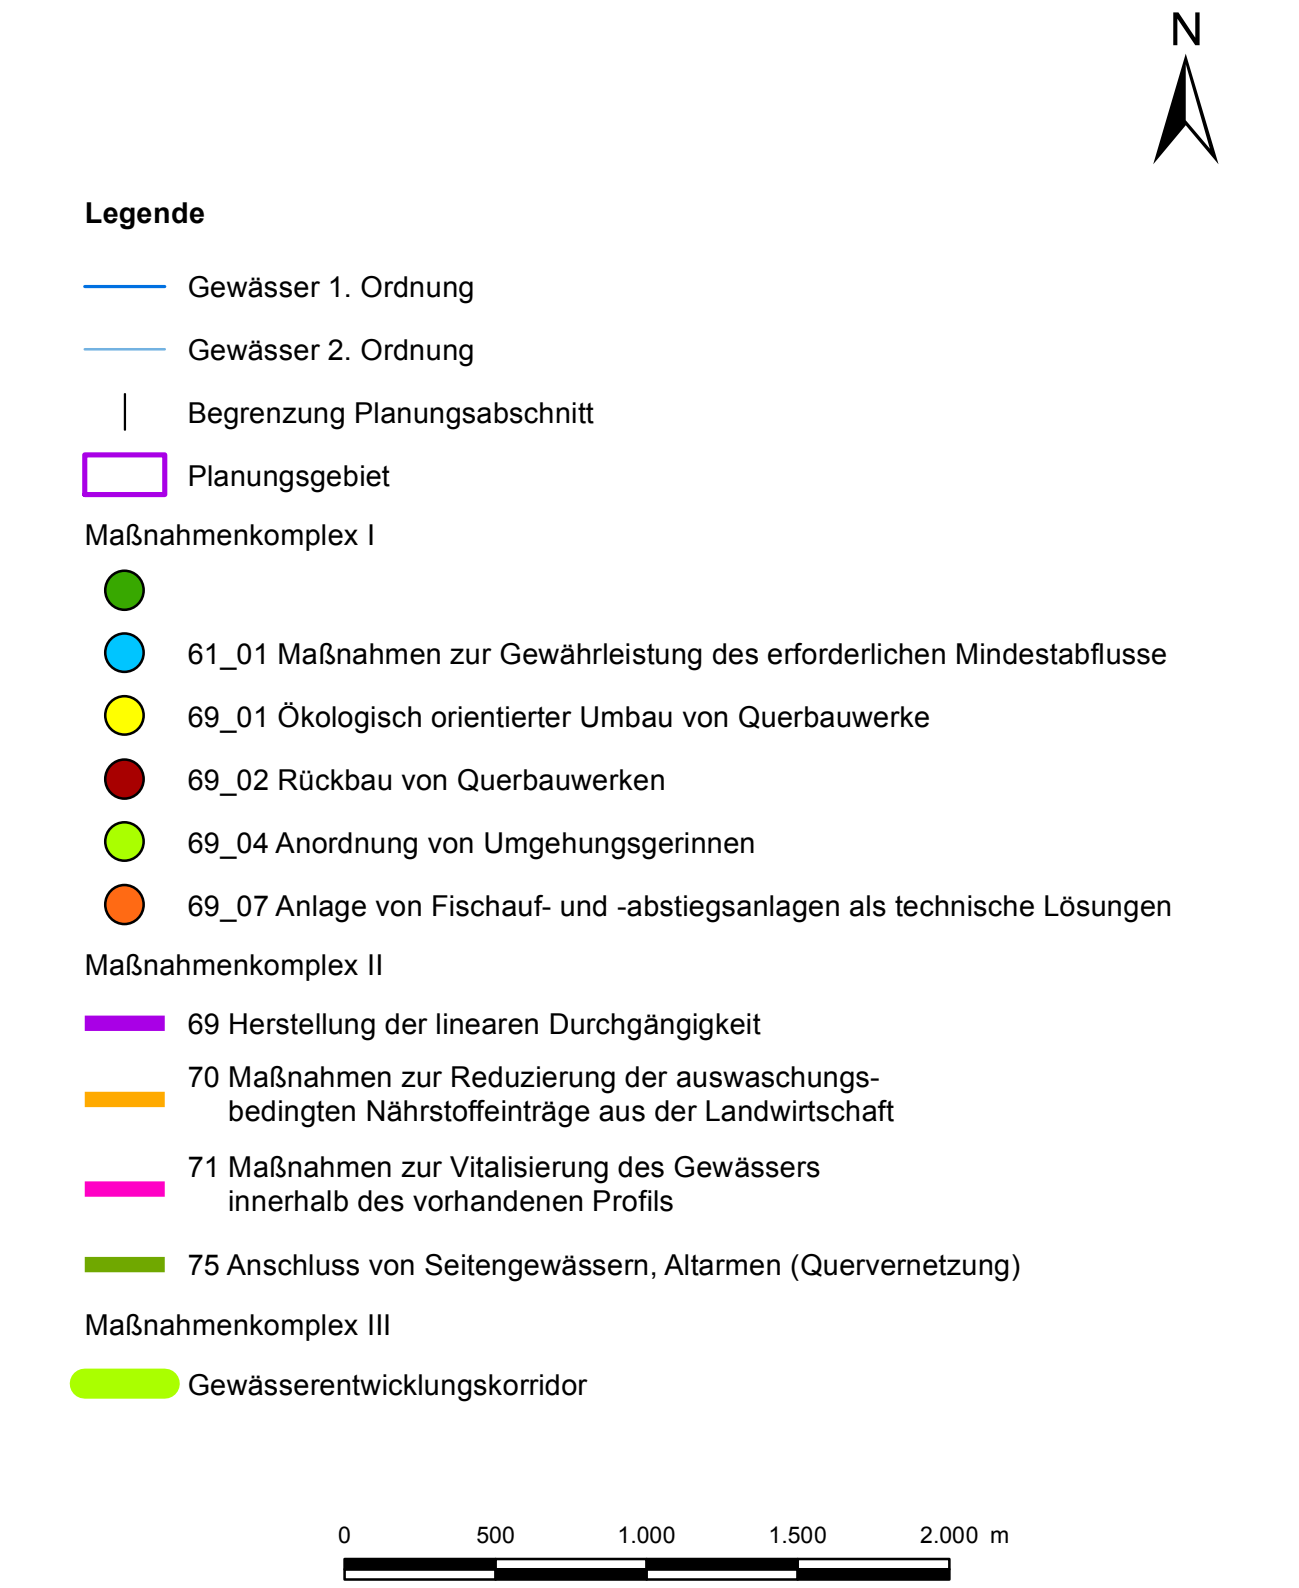 N
Legende
Gewässer 1. Ordnung
Gewässer 2. Ordnung
Begrenzung Planungsabschnitt
Planungsgebiet
Maßnahmenkomplex I
61_01 Maßnahmen zur Gewährleistung des erforderlichen Mindestabflusse
69_01 Ökologisch orientierter Umbau von Querbauwerke
69_02 Rückbau von Querbauwerken
69_04 Anordnung von Umgehungsgerinnen
69_07 Anlage von Fischauf- und -abstiegsanlagen als technische Lösungen
Maßnahmenkomplex II
69 Herstellung der linearen Durchgängigkeit
70 Maßnahmen zur Reduzierung der auswaschungs-
bedingten Nährstoffeinträge aus der Landwirtschaft
71 Maßnahmen zur Vitalisierung des Gewässers
innerhalb des vorhandenen Profils
75 Anschluss von Seitengewässern, Altarmen (Quervernetzung)
Maßnahmenkomplex III
Gewässerentwicklungskorridor
0 500 1.000 1.500 2.000 m